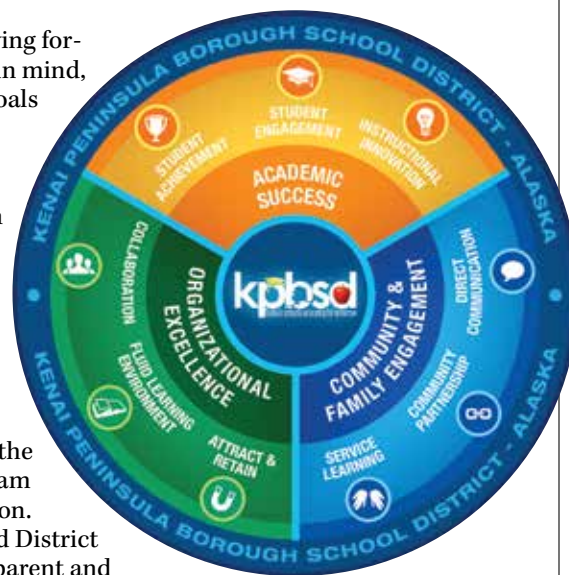 ing for-
in mind,
oals
the
am
on.
d District
parent and
KENAI PENINSULA BOROUGH SCHOOL DISTRICT - ALASKA
STUDENT
ACHIEVEMENT
STUDENT
ENGAGEMENT
INSTRUCTIONAL
INNOVATION
ACADEMIC
SUCCESS
COLLABORATION
FLUID LEARNING
ENVIRONMENT
ATTRACT &
RETAIN
ORGANIZATIONAL
EXCELLENCE
kpbsd
COMMUNITY &
FAMILY ENGAGEMENT
DIRECT
COMMUNICATION
COMMUNITY
PARTNERSHIP
SERVICE
LEARNING
KENAI PENINSULA BOROUGH SCHOOL DISTRICT - ALASKA